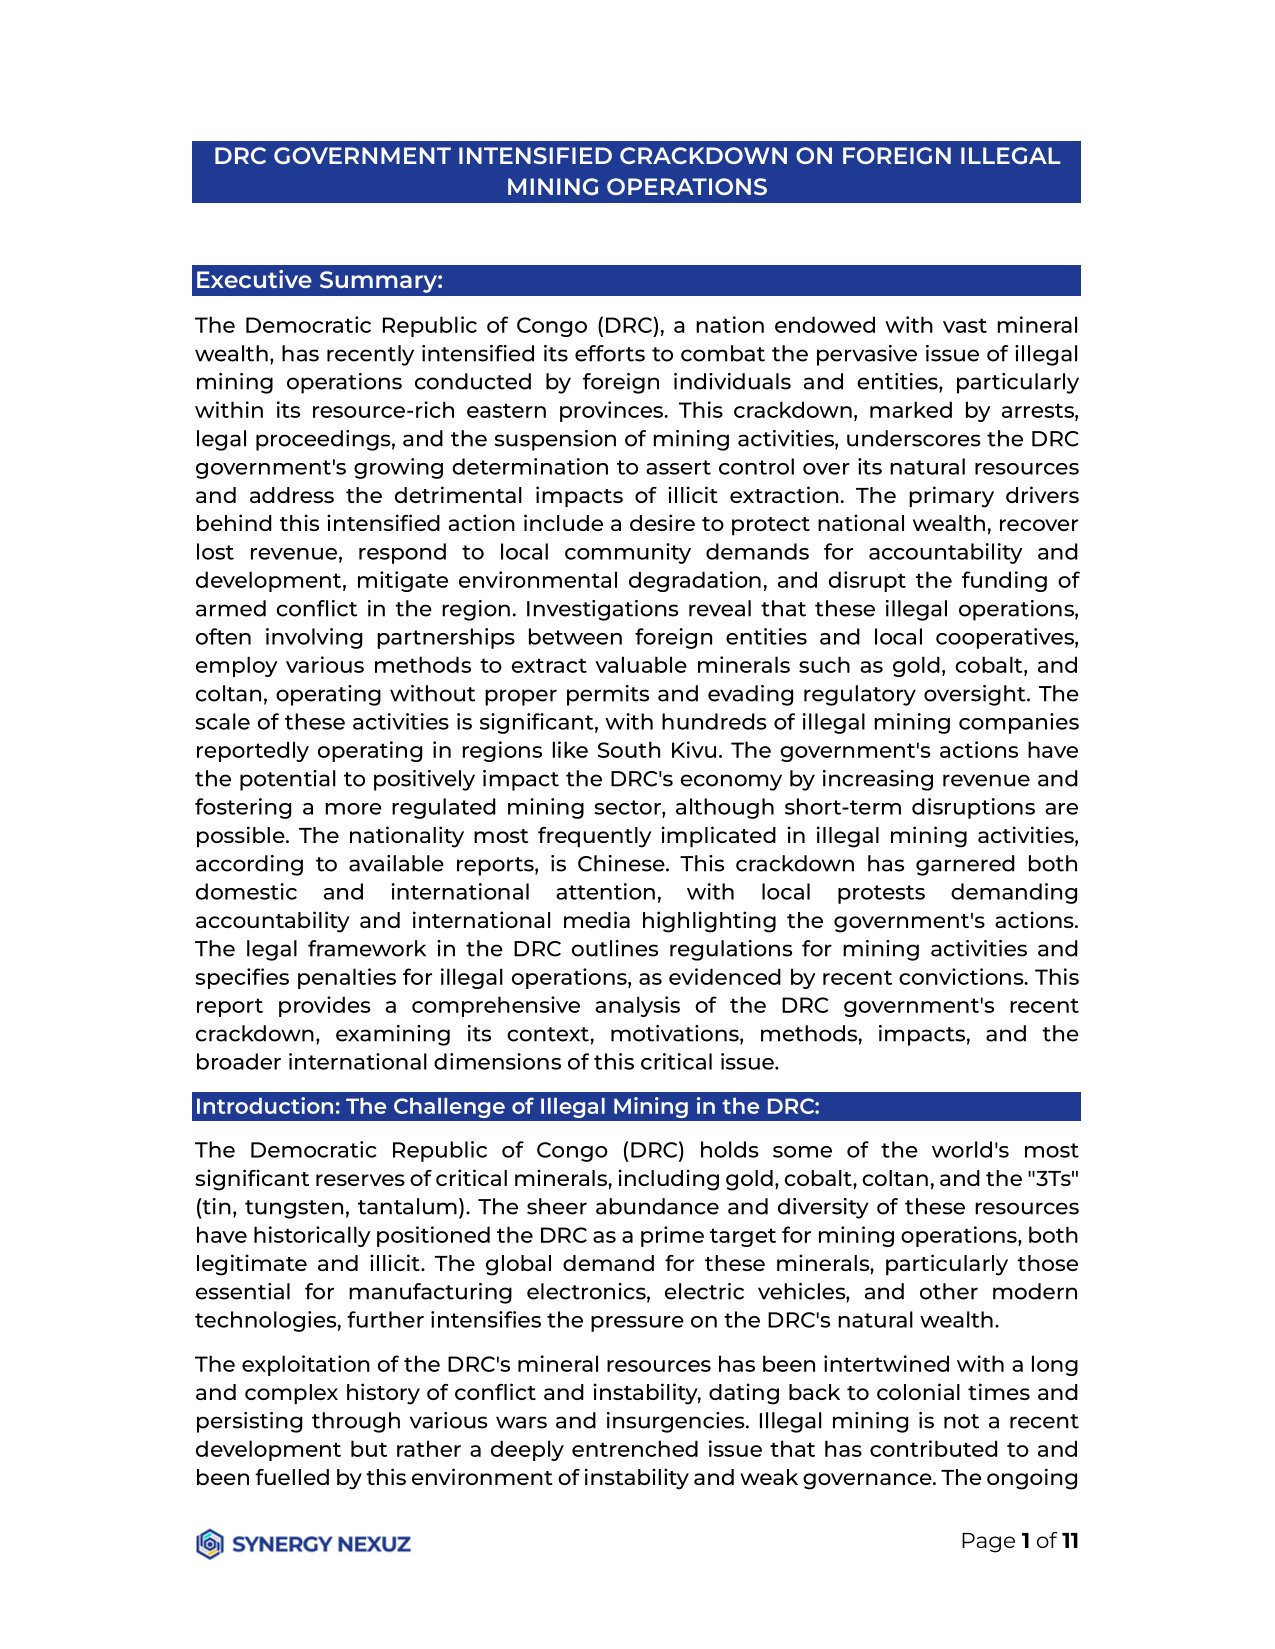 DRC GOVERNMENT INTENSIFIED CRACKDOWN ON FOREIGN ILLEGAL
MINING OPERATIONS
Executive Summary:
The Democratic Republic of Congo (DRC), a nation endowed with vast mineral
wealth, has recently intensified its efforts to combat the pervasive issue of illegal
mining operations conducted by foreign individuals and entities, particularly
within its resource-rich eastern provinces. This crackdown, marked by arrests,
legal proceedings, and the suspension of mining activities, underscores the DRC
government's growing determination to assert control over its natural resources
and address the detrimental impacts of illicit extraction. The primary drivers
behind this intensified action include a desire to protect national wealth, recover
lost revenue, respond to local community demands for accountability and
development, mitigate environmental degradation, and disrupt the funding of
armed conflict in the region. Investigations reveal that these illegal operations,
often involving partnerships between foreign entities and local cooperatives,
employ various methods to extract valuable minerals such as gold, cobalt, and
coltan, operating without proper permits and evading regulatory oversight. The
scale of these activities is significant, with hundreds of illegal mining companies
reportedly operating in regions like South Kivu. The government's actions have
the potential to positively impact the DRC's economy by increasing revenue and
fostering a more regulated mining sector, although short-term disruptions are
possible. The nationality most frequently implicated in illegal mining activities,
according to available reports, is Chinese. This crackdown has garnered both
domestic and international attention, with local protests demanding
accountability and international media highlighting the government's actions.
The legal framework in the DRC outlines regulations for mining activities and
specifies penalties for illegal operations, as evidenced by recent convictions. This
report provides a comprehensive analysis of the DRC government's recent
crackdown, examining its context, motivations, methods, impacts, and the
broader international dimensions of this critical issue.
Introduction: The Challenge of Illegal Mining in the DRC:
The Democratic Republic of Congo (DRC) holds some of the world's most
significant reserves of critical minerals, including gold, cobalt, coltan, and the "3Ts"
(tin, tungsten, tantalum). The sheer abundance and diversity of these resources
have historically positioned the DRC as a prime target for mining operations, both
legitimate and illicit. The global demand for these minerals, particularly those
essential for manufacturing electronics, electric vehicles, and other modern
technologies, further intensifies the pressure on the DRC's natural wealth.
The exploitation of the DRC's mineral resources has been intertwined with a long
and complex history of conflict and instability, dating back to colonial times and
persisting through various wars and insurgencies. Illegal mining is not a recent
development but rather a deeply entrenched issue that has contributed to and
been fuelled by this environment of instability and weak governance. The ongoing
SYNERGY NEXUZ
Page 1 of 11